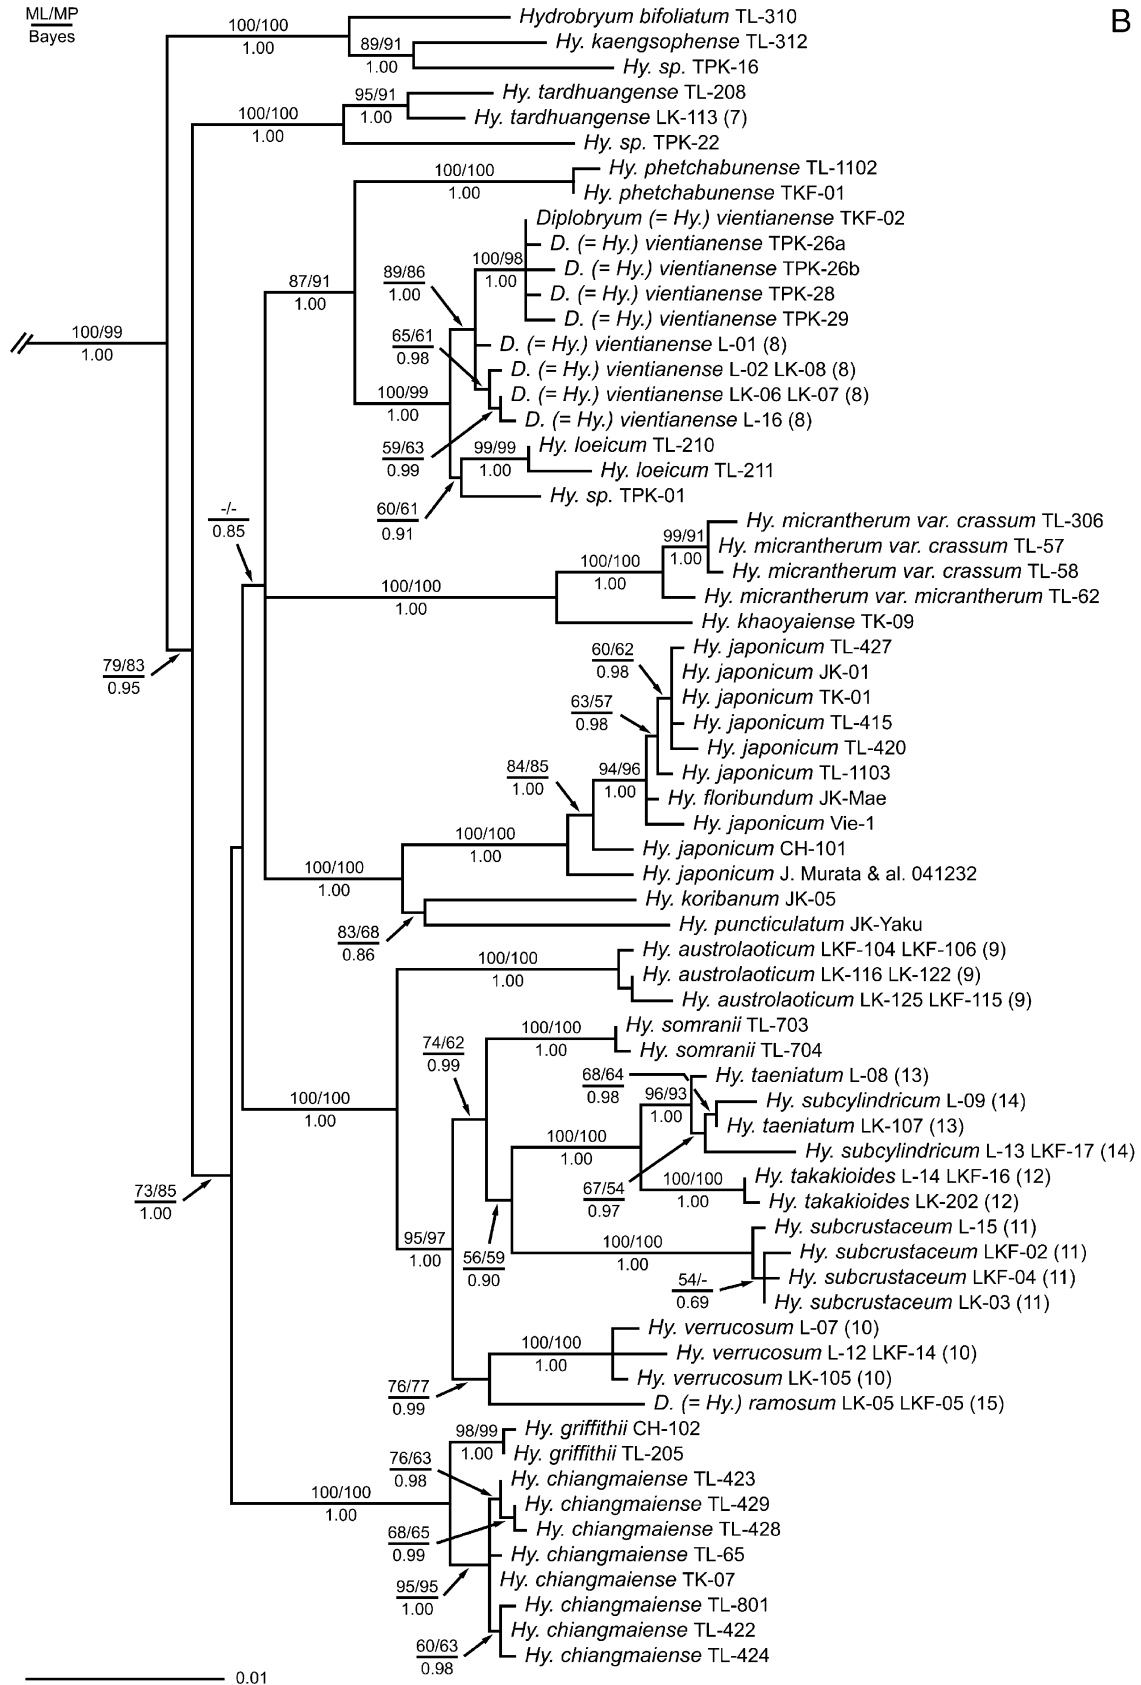 ML/MP
Bayes
B
100/100
1.00
Hydrobryum bifoliatum TL-310
89/91
1.00
Hy. kaengsophense TL-312
Hy. sp. TPK-16
95/91
1.00
Hy. tardhuangense TL-208
100/100
1.00
Hy. tardhuangense LK-113 (7)
Hy. sp. TPK-22
100/100
1.00
Hy. phetchabunense TL-1102
Hy. phetchabunense TKF-01
Diplobryum (= Hy.) vientianense TKF-02
D. (= Hy.) vientianense TPK-26a
100/98
1.00
D. (= Hy.) vientianense TPK-26b
89/86
1.00
87/91
1.00
D. (= Hy.) vientianense TPK-28
D. (= Hy.) vientianense TPK-29
100/99
1.00
65/61
0.98
D. (= Hy.) vientianense L-01 (8)
D. (= Hy.) vientianense L-02 LK-08 (8)
100/99
1.00
D. (= Hy.) vientianense LK-06 LK-07 (8)
D. (= Hy.) vientianense L-16 (8)
59/63
0.99
99/99
1.00
Hy. loeicum TL-210
Hy. loeicum TL-211
Hy. sp. TPK-01
60/61
0.91
-/-
0.85
Hy. micrantherum var. crassum TL-306
99/91
1.00
Hy. micrantherum var. crassum TL-57
100/100
1.00
Hy. micrantherum var. crassum TL-58
100/100
1.00
Hy. micrantherum var. micrantherum TL-62
Hy. khaoyaiense TK-09
79/83
0.95
60/62
0.98
Hy. japonicum TL-427
Hy. japonicum JK-01
Hy. japonicum TK-01
63/57
0.98
Hy. japonicum TL-415
Hy. japonicum TL-420
84/85
1.00
94/96
1.00
Hy. japonicum TL-1103
Hy. floribundum JK-Mae
Hy. japonicum Vie-1
100/100
1.00
Hy. japonicum CH-101
100/100
1.00
Hy. japonicum J. Murata & al. 041232
Hy. koribanum JK-05
83/68
0.86
Hy. puncticulatum JK-Yaku
Hy. austrolaoticum LKF-104 LKF-106 (9)
100/100
1.00
Hy. austrolaoticum LK-116 LK-122 (9)
Hy. austrolaoticum LK-125 LKF-115 (9)
74/62
0.99
100/100
1.00
Hy. somranii TL-703
Hy. somranii TL-704
68/64
0.98
Hy. taeniatum L-08 (13)
96/93
1.00
Hy. subcylindricum L-09 (14)
100/100
1.00
Hy. taeniatum LK-107 (13)
100/100
1.00
Hy. subcylindricum L-13 LKF-17 (14)
73/85
1.00
67/54
0.97
100/100
1.00
Hy. takakioides L-14 LKF-16 (12)
Hy. takakioides LK-202 (12)
Hy. subcrustaceum L-15 (11)
95/97
1.00
56/59
0.90
100/100
1.00
Hy. subcrustaceum LKF-02 (11)
54/-
0.69
Hy. subcrustaceum LKF-04 (11)
Hy. subcrustaceum LK-03 (11)
Hy. verrucosum L-07 (10)
100/100
1.00
Hy. verrucosum L-12 LKF-14 (10)
Hy. verrucosum LK-105 (10)
76/77
0.99
D. (= Hy.) ramosum LK-05 LKF-05 (15)
98/99
1.00
Hy. griffithii CH-102
Hy. griffithii TL-205
76/63
0.98
Hy. chiangmaiense TL-423
100/100
1.00
Hy. chiangmaiense TL-429
68/65
0.99
Hy. chiangmaiense TL-428
Hy. chiangmaiense TL-65
95/95
1.00
Hy. chiangmaiense TK-07
Hy. chiangmaiense TL-801
Hy. chiangmaiense TL-422
60/63
0.98
Hy. chiangmaiense TL-424
0.01